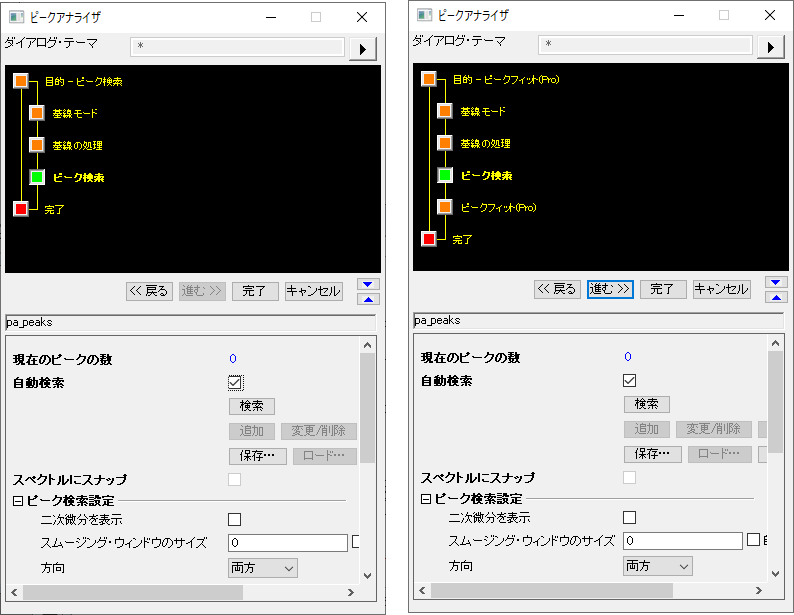 ピークアナライザ
ダイアログ・テーマ *
目的 - ピーク検索
基線モード
基線の処理
ピーク検索
完了
<< 戻る 進む >> 完了 キャンセル
pa_peaks
現在のピークの数 0
自動検索
検索
追加 変更/削除
保存… ロード…
スペクトルにスナップ
ピーク検索設定
二次微分を表示
スムージング・ウィンドウのサイズ 0
方向 両方
ピークアナライザ
ダイアログ・テーマ *
目的 - ピークフィット(Pro)
基線モード
基線の処理
ピーク検索
ピークフィット(Pro)
完了
<< 戻る 進む >> 完了 キャンセル
pa_peaks
現在のピークの数 0
自動検索
検索
追加 変更/削除
保存… ロード…
スペクトルにスナップ
ピーク検索設定
二次微分を表示
スムージング・ウィンドウのサイズ 0
方向 両方